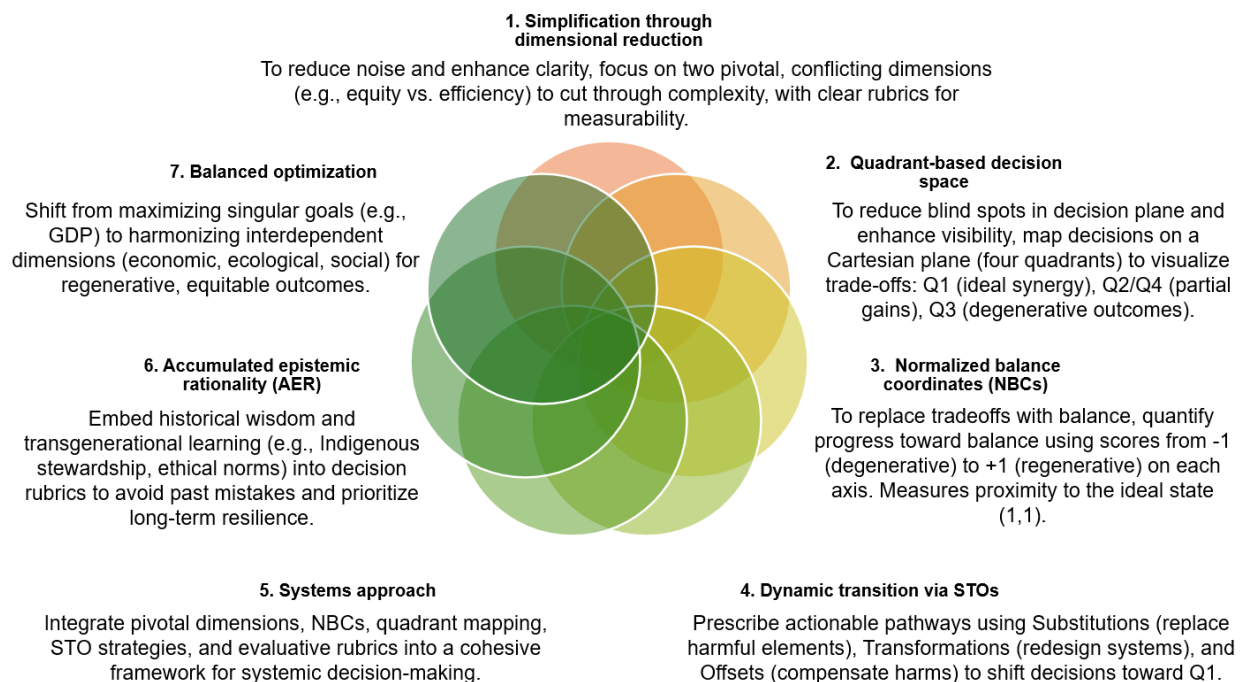 1. Simplification through
dimensional reduction
To reduce noise and enhance clarity, focus on two pivotal, conflicting dimensions
(e.g., equity vs. efficiency) to cut through complexity, with clear rubrics for
measurability.
2. Quadrant-based decision
space
To reduce blind spots in decision plane and
enhance visibility, map decisions on a
Cartesian plane (four quadrants) to visualize
trade-offs: Q1 (ideal synergy), Q2/Q4 (partial
gains), Q3 (degenerative outcomes).
3. Normalized balance
coordinates (NBCs)
To replace tradeoffs with balance, quantify
progress toward balance using scores from -1
(degenerative) to +1 (regenerative) on each
axis. Measures proximity to the ideal state
(1,1).
4. Dynamic transition via STOs
Prescribe actionable pathways using Substitutions (replace
harmful elements), Transformations (redesign systems), and
Offsets (compensate harms) to shift decisions toward Q1.
5. Systems approach
Integrate pivotal dimensions, NBCs, quadrant mapping,
STO strategies, and evaluative rubrics into a cohesive
framework for systemic decision-making.
6. Accumulated epistemic
rationality (AER)
Embed historical wisdom and
transgenerational learning (e.g., Indigenous
stewardship, ethical norms) into decision
rubrics to avoid past mistakes and prioritize
long-term resilience.
7. Balanced optimization
Shift from maximizing singular goals (e.g.,
GDP) to harmonizing interdependent
dimensions (economic, ecological, social) for
regenerative, equitable outcomes.